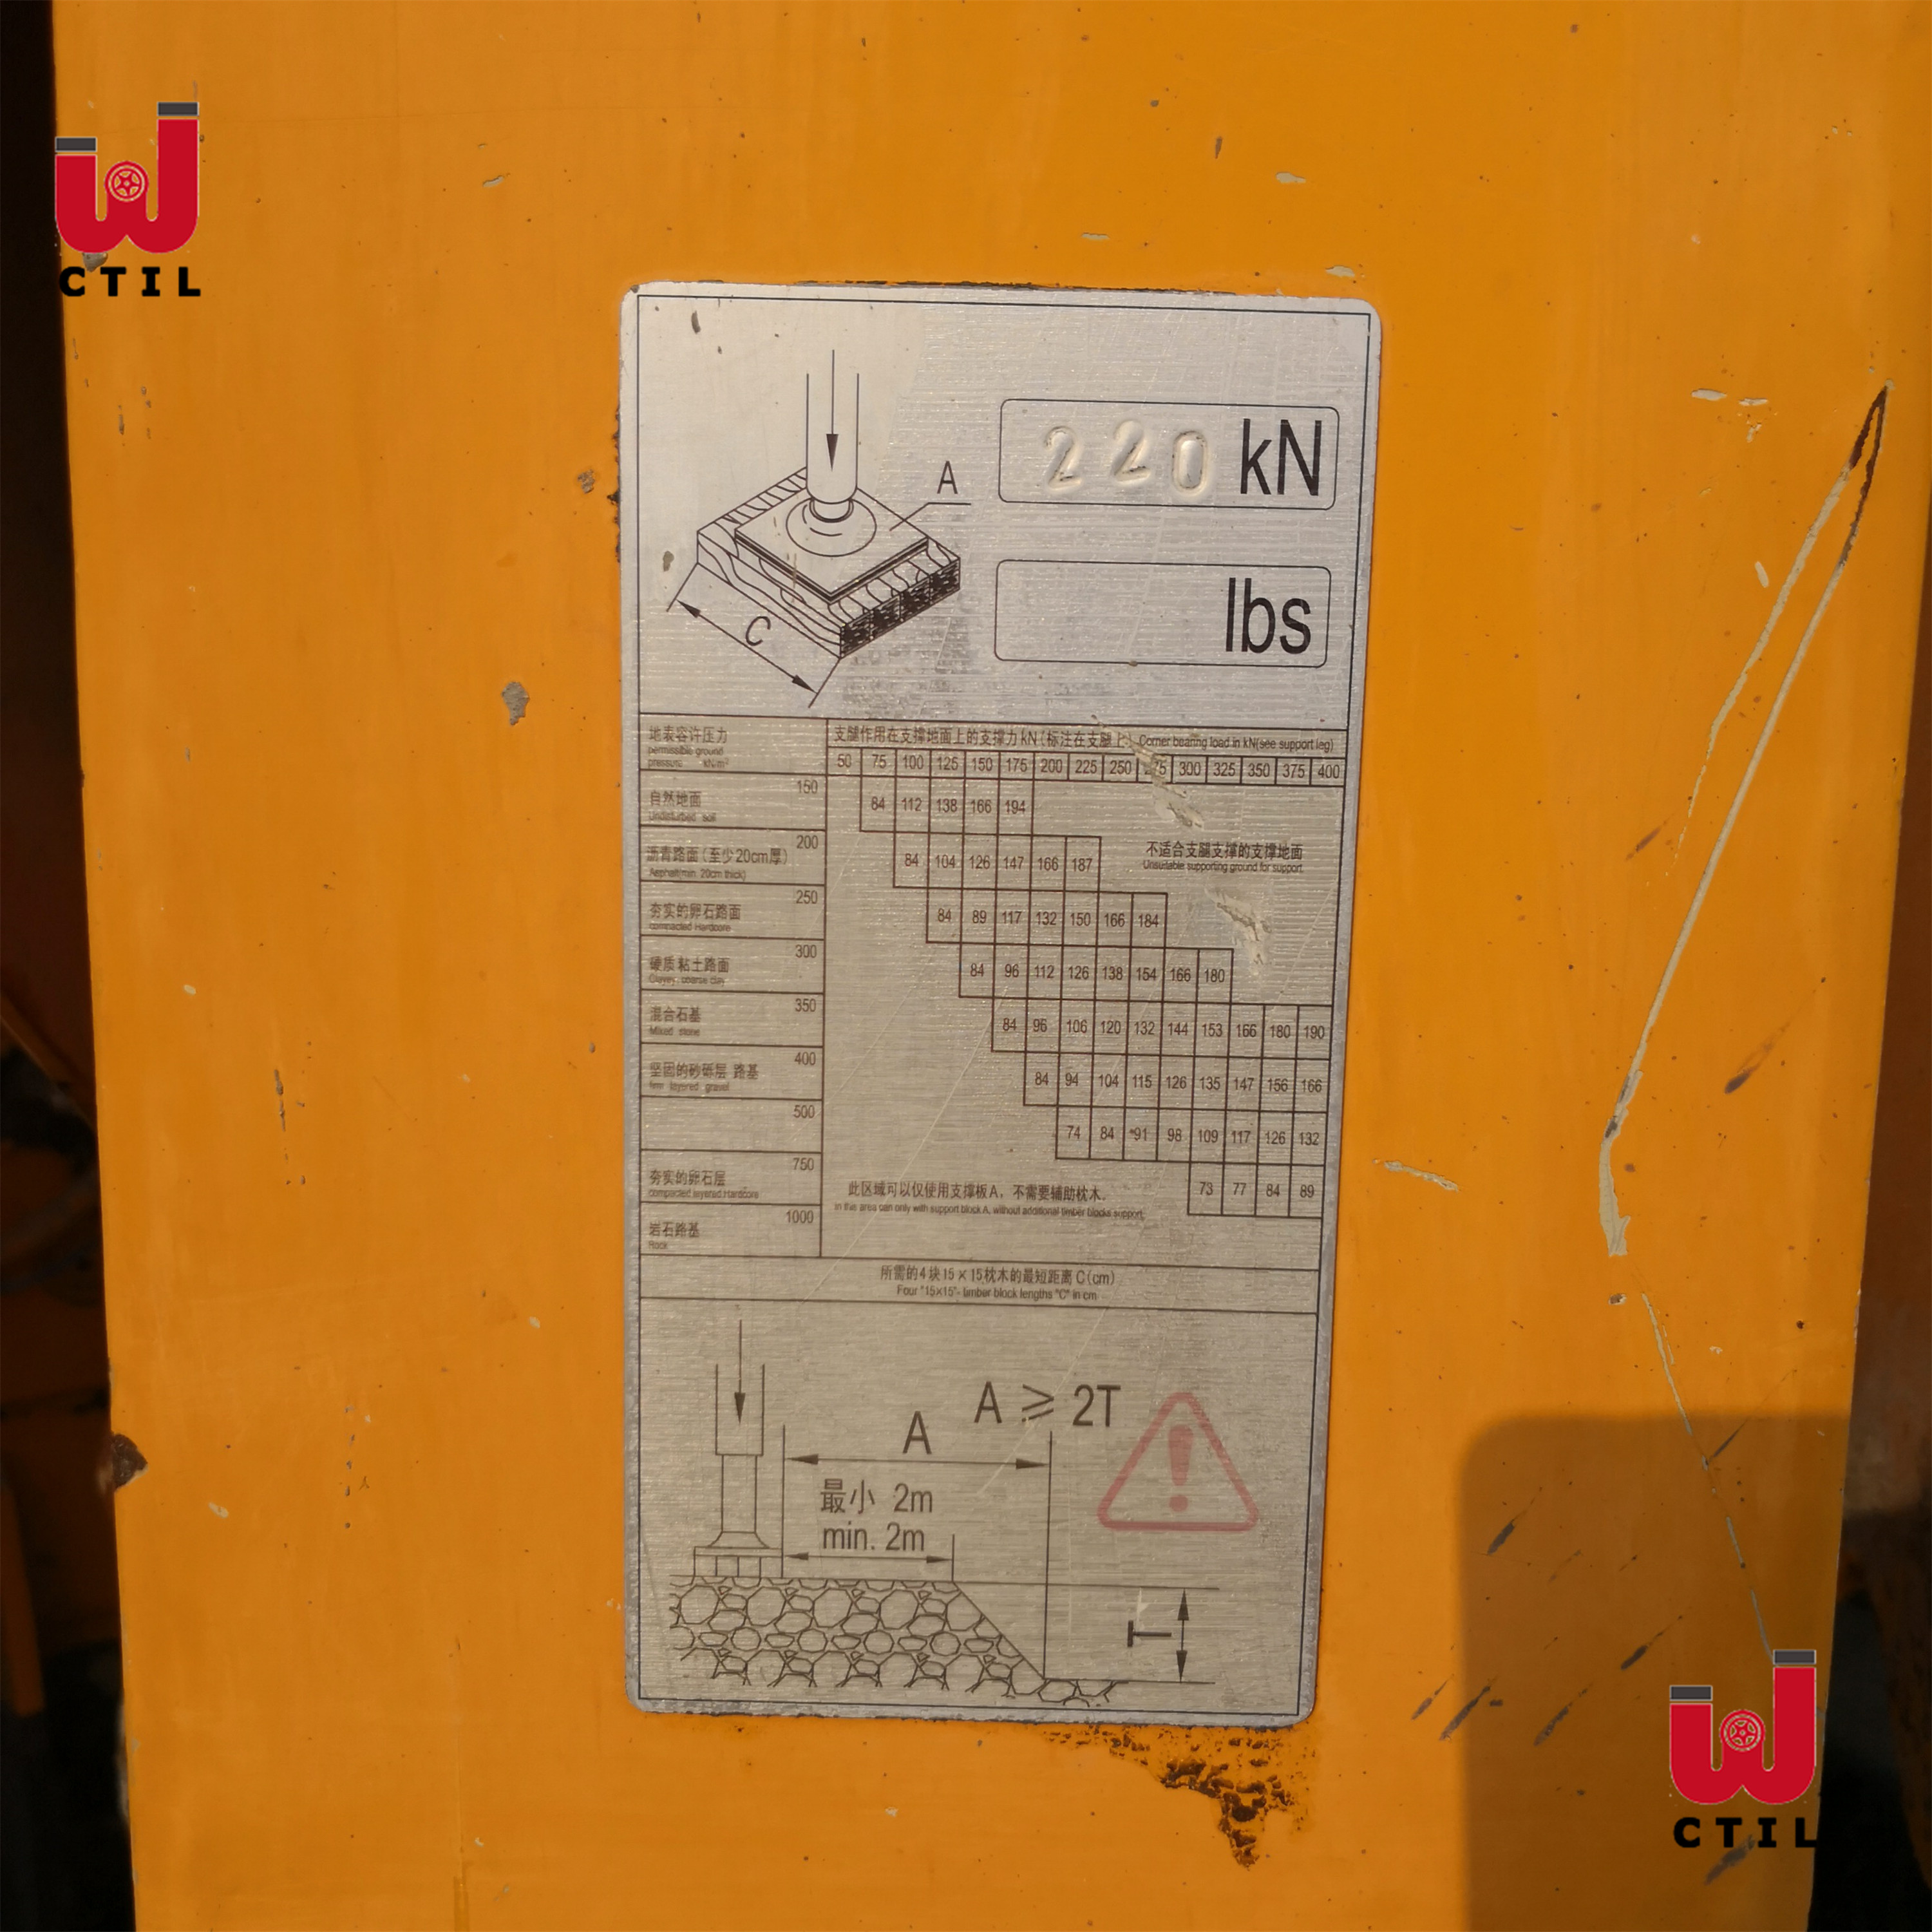 CTIL
220 kN
A
lbs
C
地表容许压力
permissible ground
pressure kN/m²
支腿作用在支撑地面上的支撑力kN(标注在支腿上) Corner bearing load in kN(see support leg)
50 75 100 125 150 175 200 225 250 275 300 325 350 375 400
150
自然地面
Undisturbed soil
84 112 138 166 194
200
沥青路面(至少20cm厚)
Asphalt(min. 20cm thick)
84 104 126 147 166 187
不适合支腿支撑的支撑地面
Unsuitable supporting ground for support.
250
夯实的卵石路面
compacted Hardcore
84 89 117 132 150 166 184
300
硬质粘土路面
Clayey, coarse clay
84 96 112 126 138 154 166 180
350
混合石基
Mixed stone
84 96 106 120 132 144 153 166 180 190
400
坚固的砂砾层 路基
firm layered gravel
84 94 104 115 126 135 147 156 166
500
74 84 91 98 109 117 126 132
750
夯实的卵石层
compacted layered Hardcore
73 77 84 89
此区域可以仅使用支撑板A，不需要辅助枕木.
in this area can only with support block A, without additional timber blocks support.
1000
岩石路基
Rock
所需的4块15×15枕木的最短距离C(cm)
Four "15×15"- timber block lengths "C" in cm
A ⩾ 2T
A
最小 2m
min. 2m
T
CTIL